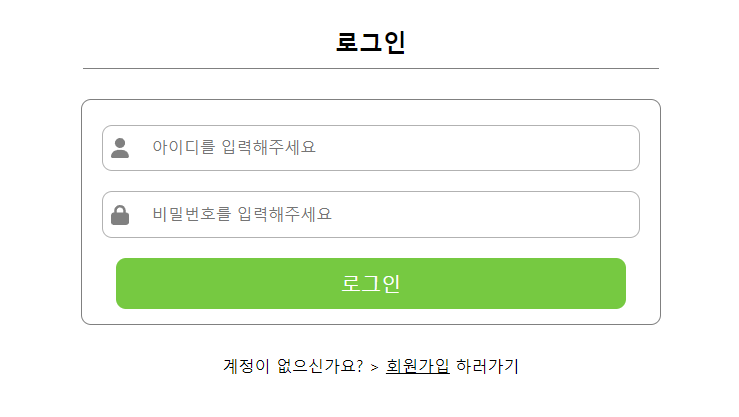 로그인
아이디를 입력해주세요
비밀번호를 입력해주세요
로그인
계정이 없으신가요? > 회원가입 하러가기